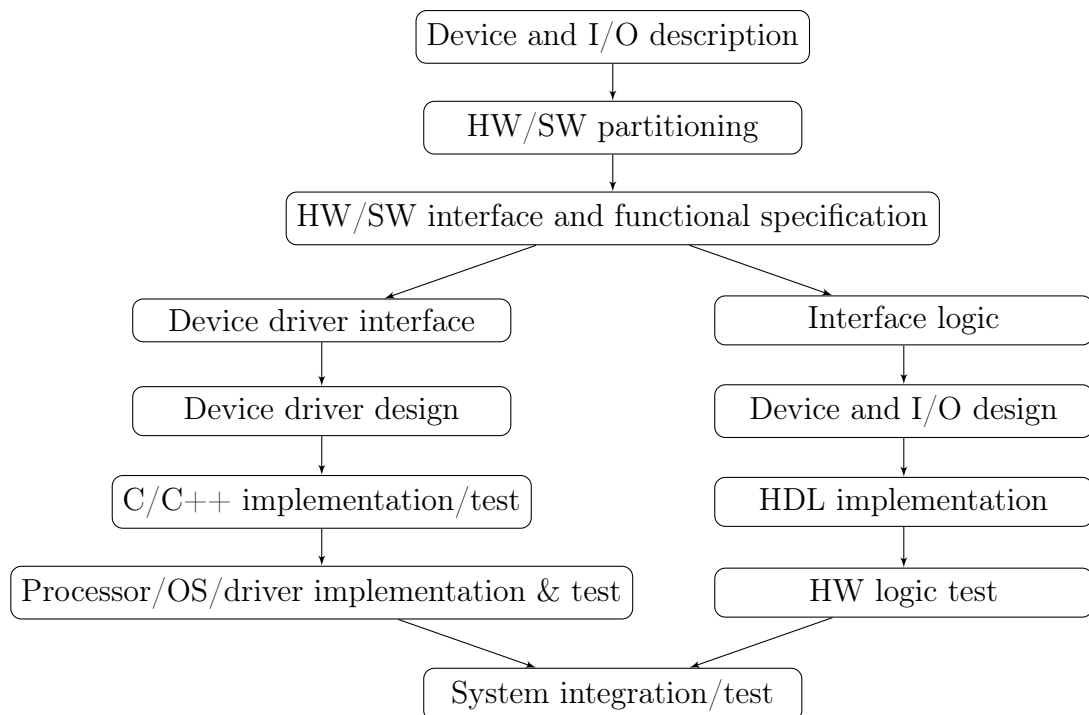 Device and I/O description
HW/SW partitioning
HW/SW interface and functional specification
Device driver interface
Interface logic
Device driver design
Device and I/O design
C/C++ implementation/test
HDL implementation
Processor/OS/driver implementation & test
HW logic test
System integration/test